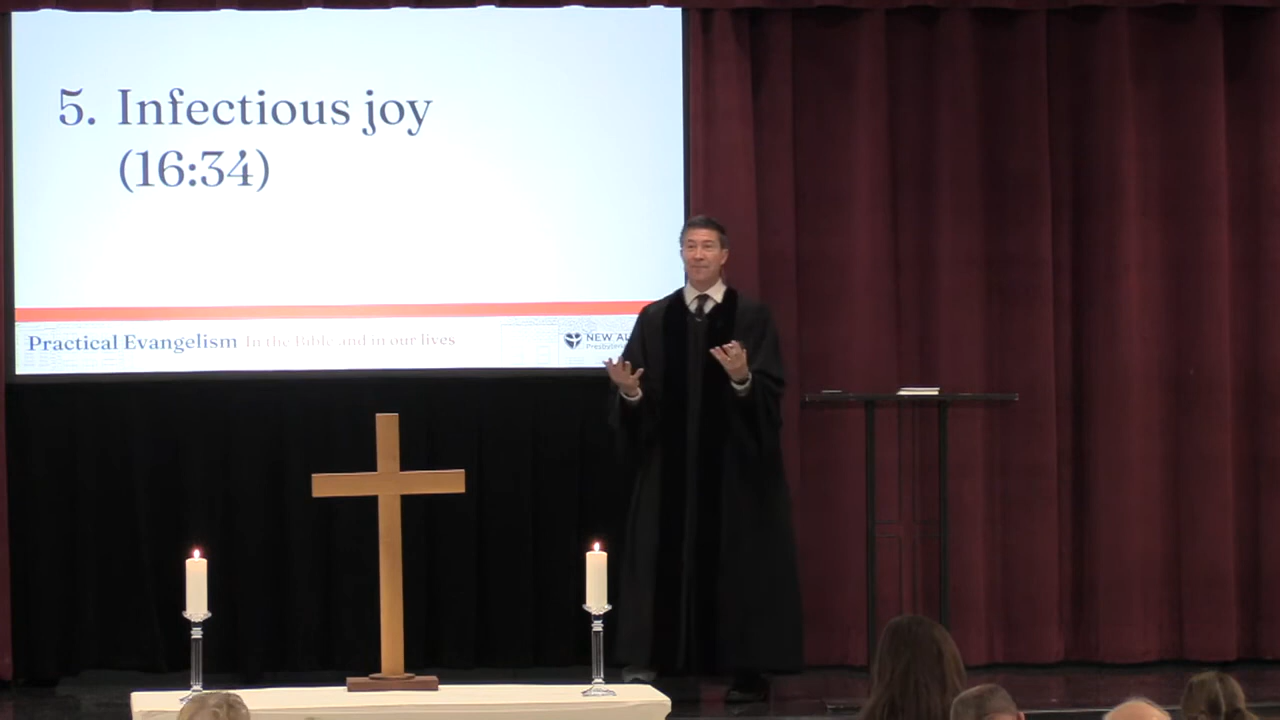 5. Infectious joy
(16:34)
Practical Evangelism In the Bible and in our lives
NEW